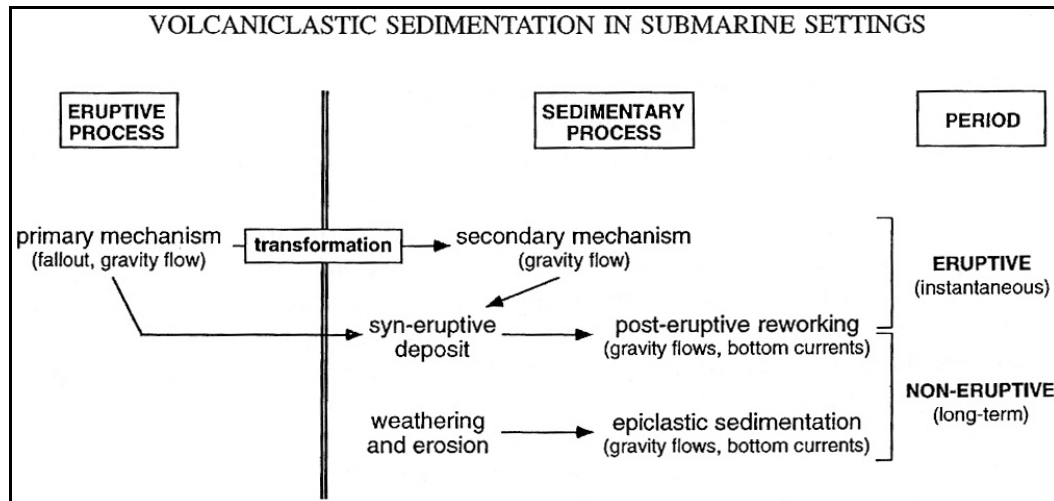 VOLCANICLASTIC SEDIMENTATION IN SUBMARINE SETTINGS
ERUPTIVE
PROCESS
SEDIMENTARY
PROCESS
PERIOD
primary mechanism
(fallout, gravity flow)
transformation
secondary mechanism
(gravity flow)
ERUPTIVE
(instantaneous)
syn-eruptive
deposit
post-eruptive reworking
(gravity flows, bottom currents)
NON-ERUPTIVE
(long-term)
weathering
and erosion
epiclastic sedimentation
(gravity flows, bottom currents)